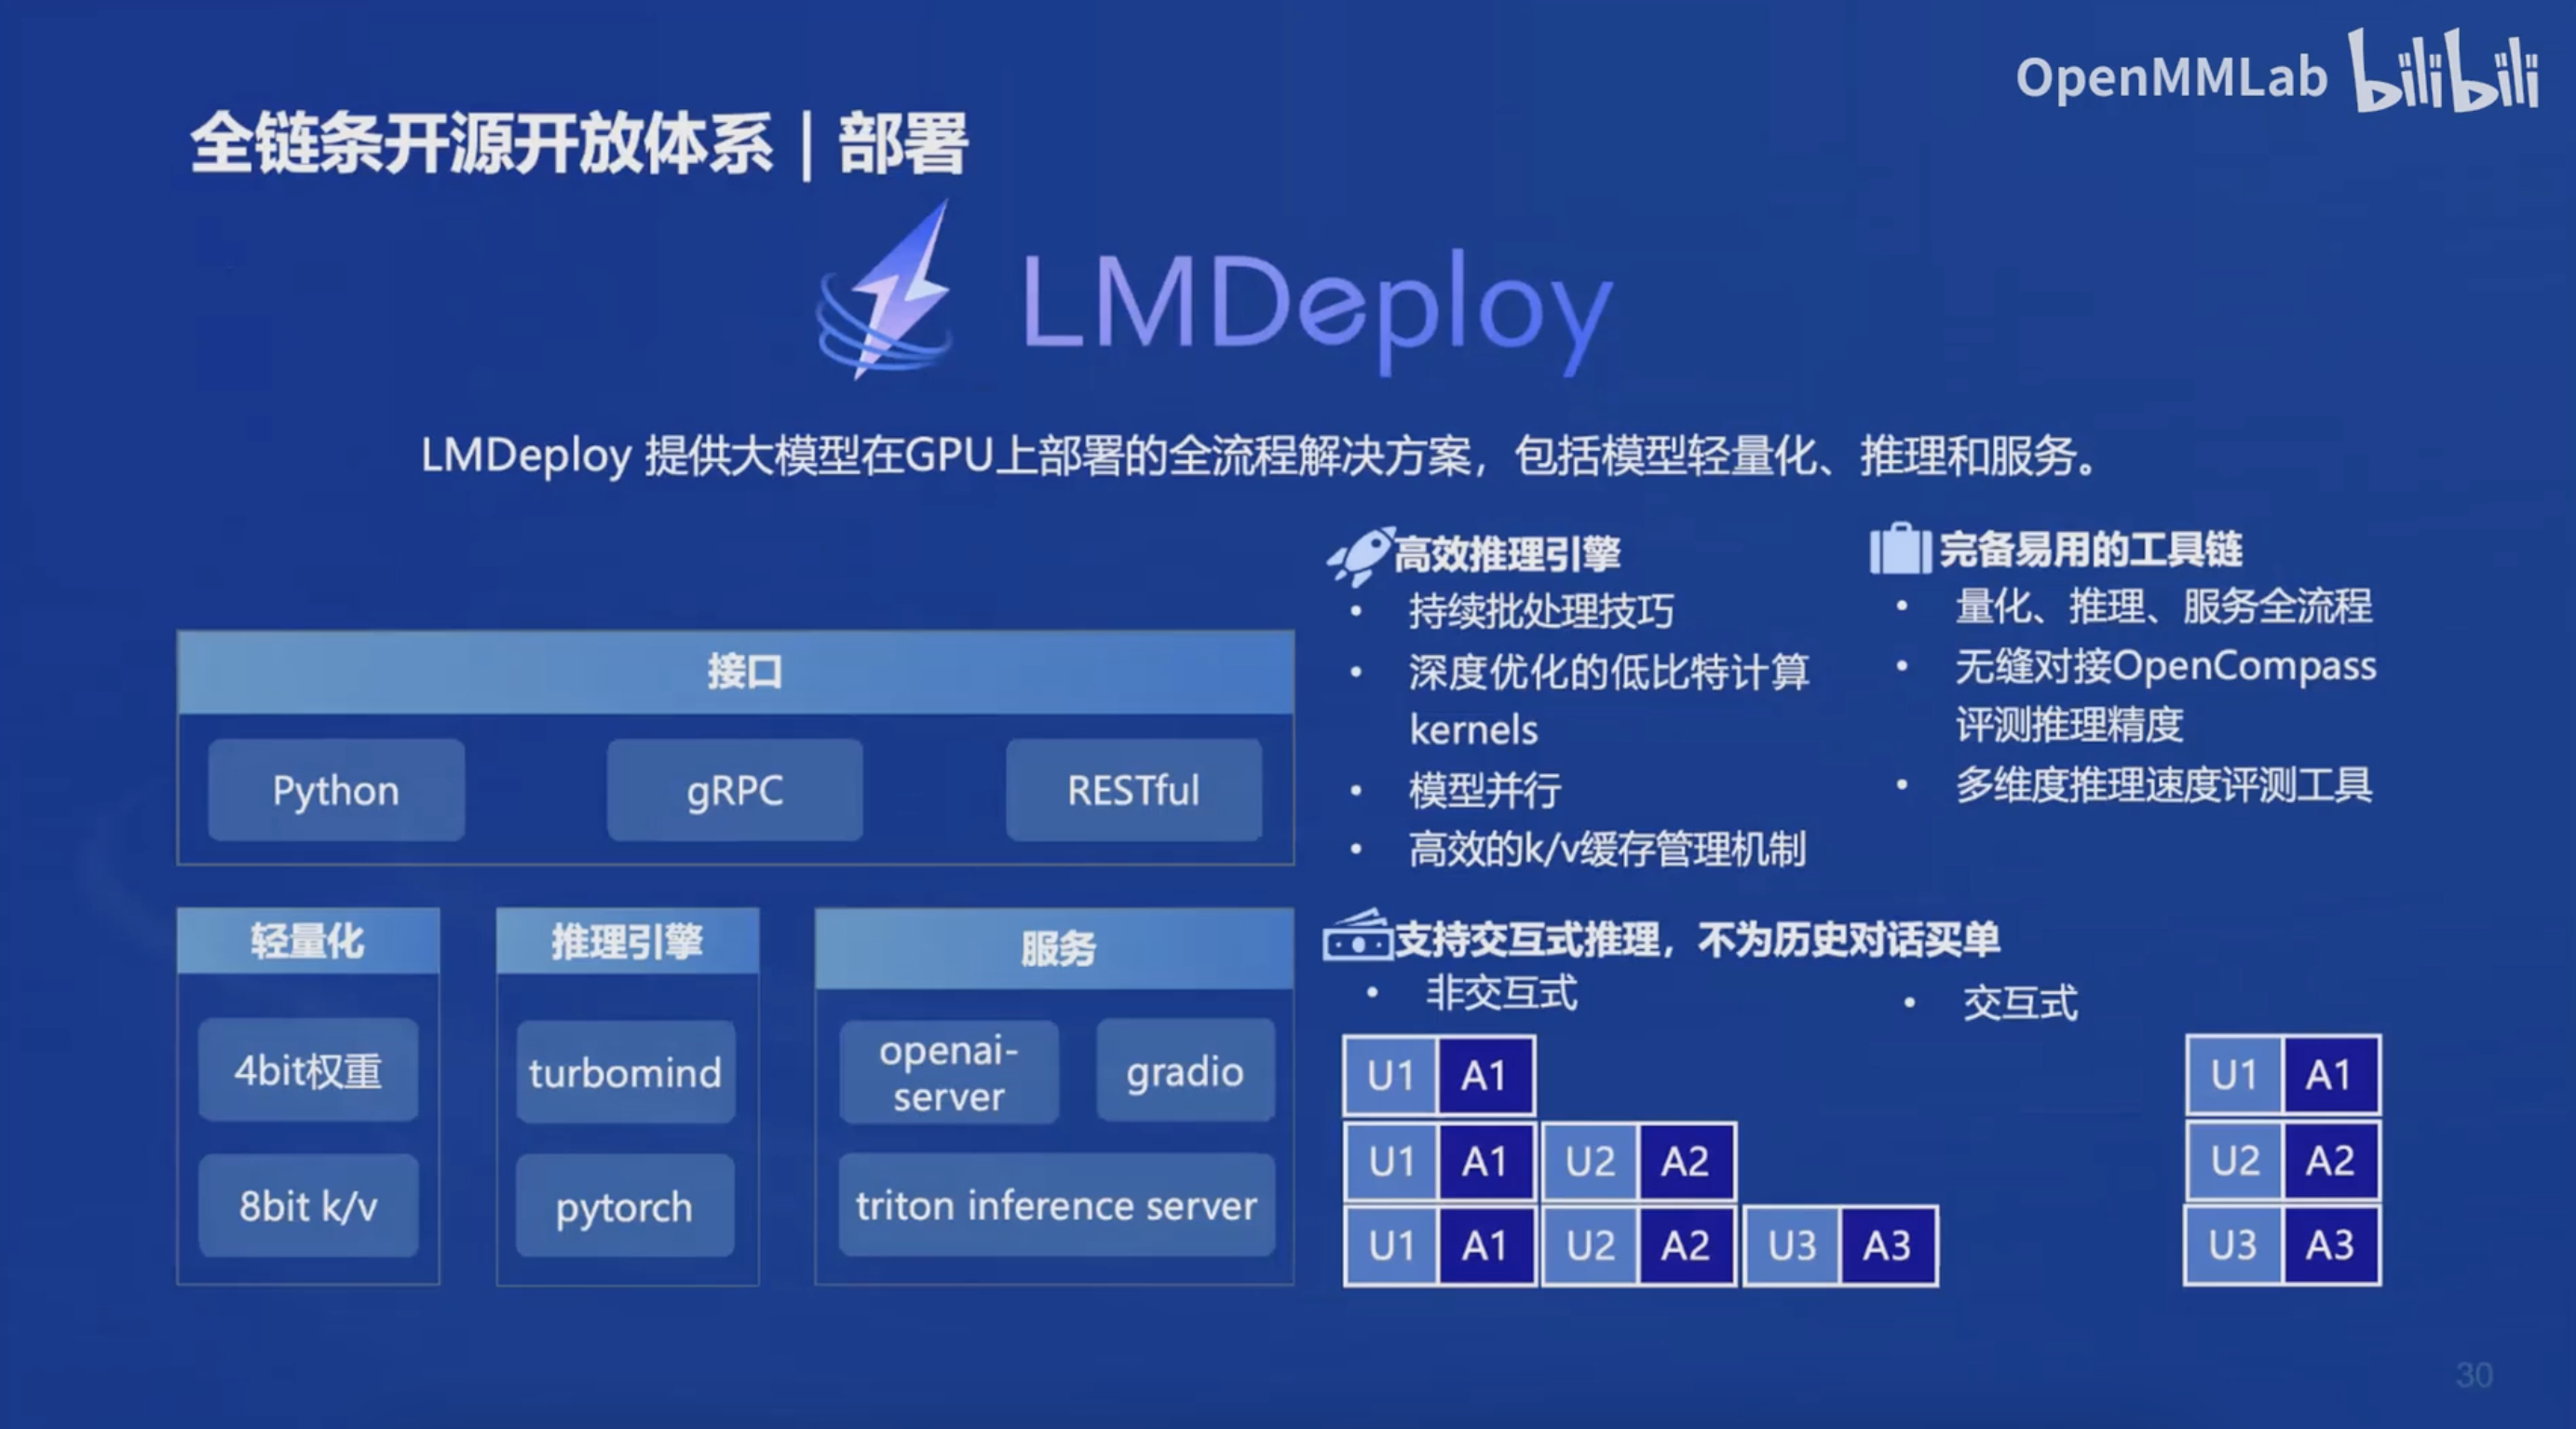 OpenMMLab bilibili
全链条开源开放体系 | 部署
LMDeploy
LMDeploy 提供大模型在GPU上部署的全流程解决方案，包括模型轻量化、推理和服务。
接口
Python
gRPC
RESTful
轻量化
4bit权重
8bit k/v
推理引擎
turbomind
pytorch
服务
openai-
server
gradio
triton inference server
高效推理引擎
• 持续批处理技巧
• 深度优化的低比特计算
kernels
• 模型并行
• 高效的k/v缓存管理机制
完备易用的工具链
• 量化、推理、服务全流程
• 无缝对接OpenCompass
评测推理精度
• 多维度推理速度评测工具
支持交互式推理，不为历史对话买单
• 非交互式
U1 A1
U1 A1 U2 A2
U1 A1 U2 A2 U3 A3
• 交互式
U1 A1
U2 A2
U3 A3
30